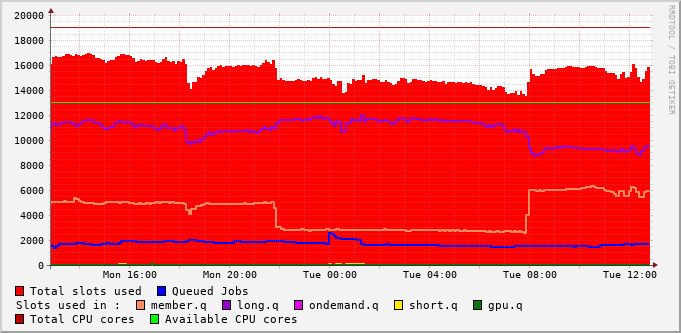 20000
18000
16000
14000
12000
10000
8000
6000
4000
2000
0
Mon 16:00 Mon 20:00 Tue 00:00 Tue 04:00 Tue 08:00 Tue 12:00
RRDTOOL / TOBI OETIKER
Total slots used Queued Jobs
Slots used in : member.q long.q ondemand.q short.q gpu.q
Total CPU cores Available CPU cores